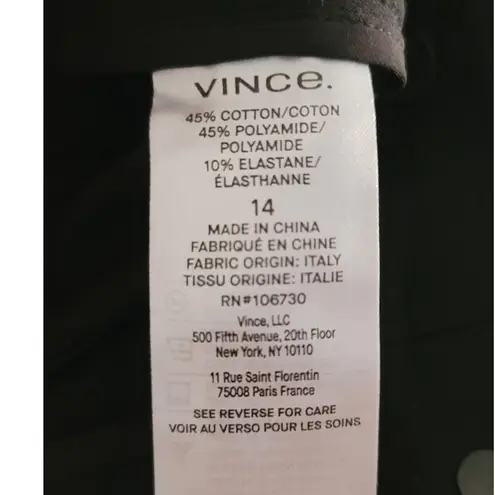 VINCe.
45% COTTON/COTON
45% POLYAMIDE/
POLYAMIDE
10% ELASTANE/
ÉLASTHANNE
14
MADE IN CHINA
FABRIQUÉ EN CHINE
FABRIC ORIGIN: ITALY
TISSU ORIGINE: ITALIE
RN#106730
Vince, LLC
500 Fifth Avenue, 20th Floor
New York, NY 10110
11 Rue Saint Florentin
75008 Paris France
SEE REVERSE FOR CARE
VOIR AU VERSO POUR LES SOINS